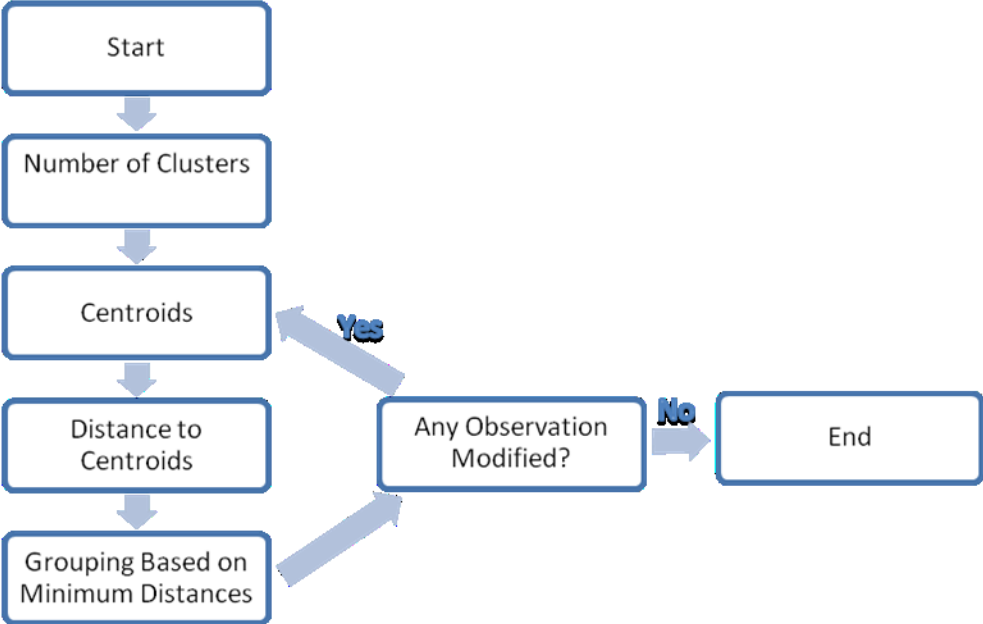 Start
Number of Clusters
Centroids
Yes
Distance to
Centroids
Any Observation
Modified?
No
End
Grouping Based on
Minimum Distances